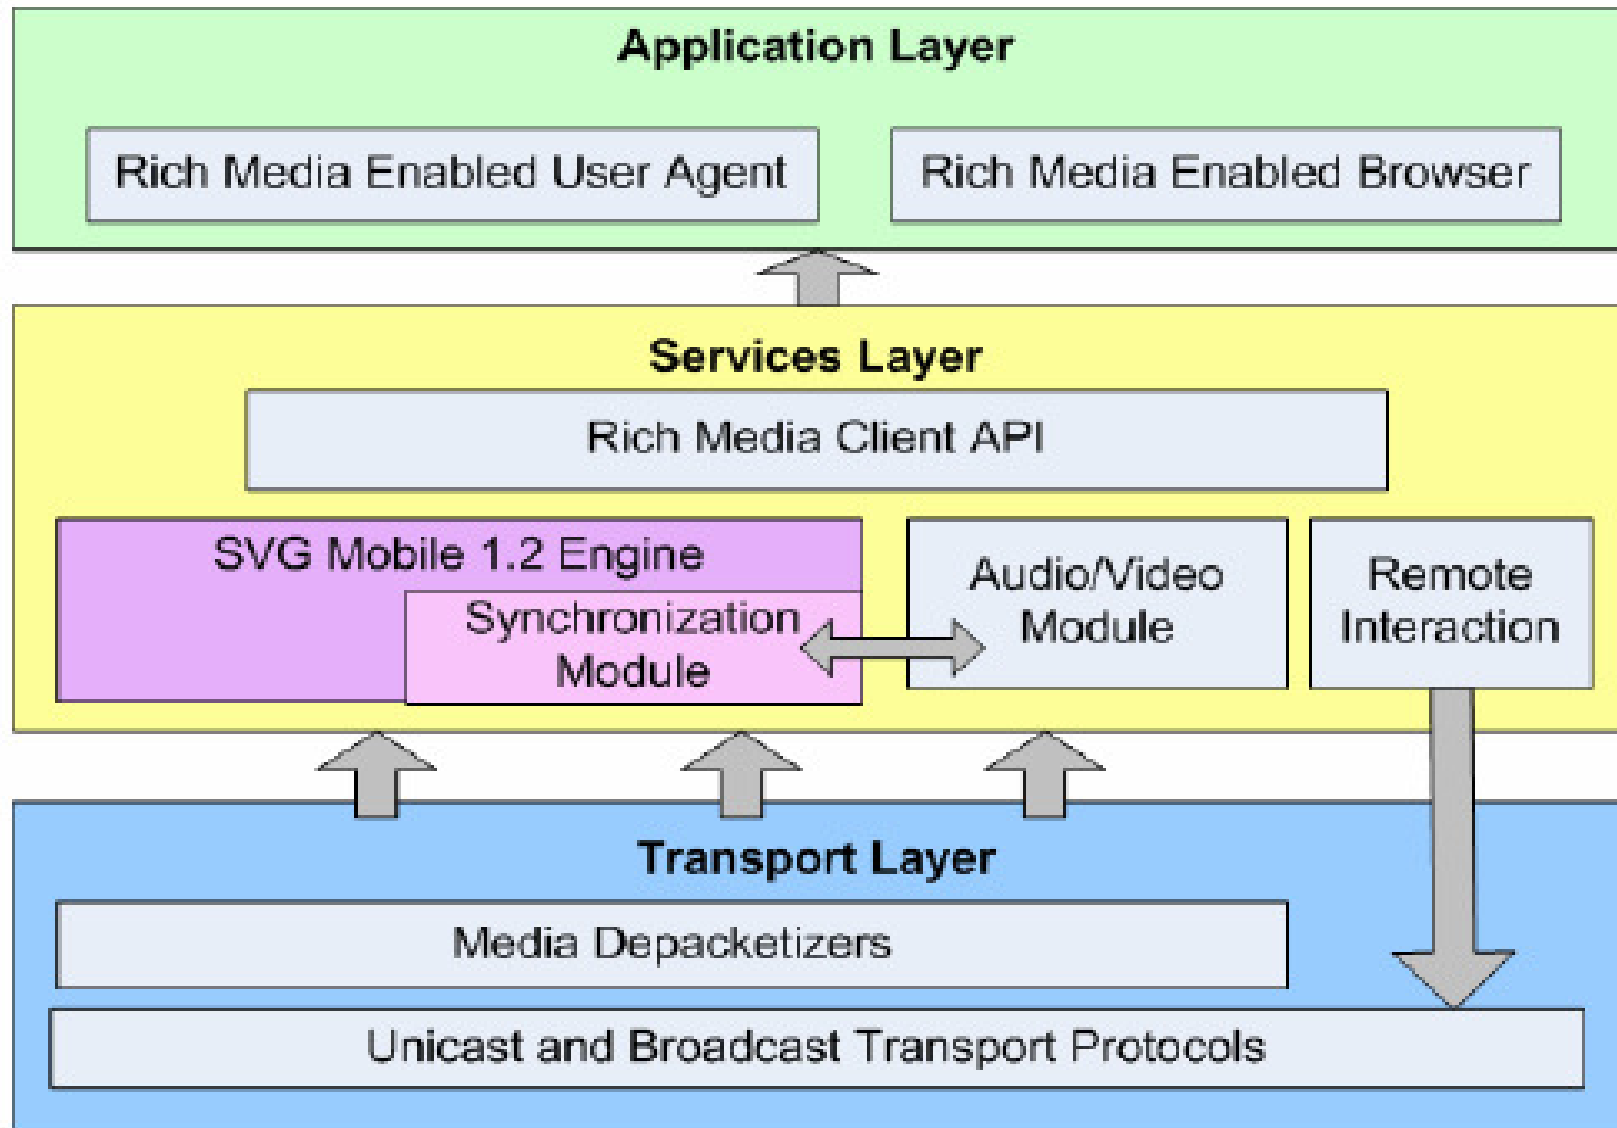 Application Layer
Rich Media Enabled User Agent
Rich Media Enabled Browser
Services Layer
Rich Media Client API
SVG Mobile 1.2 Engine
Synchronization
Module
Audio/Video
Module
Remote
Interaction
Transport Layer
Media Depacketizers
Unicast and Broadcast Transport Protocols